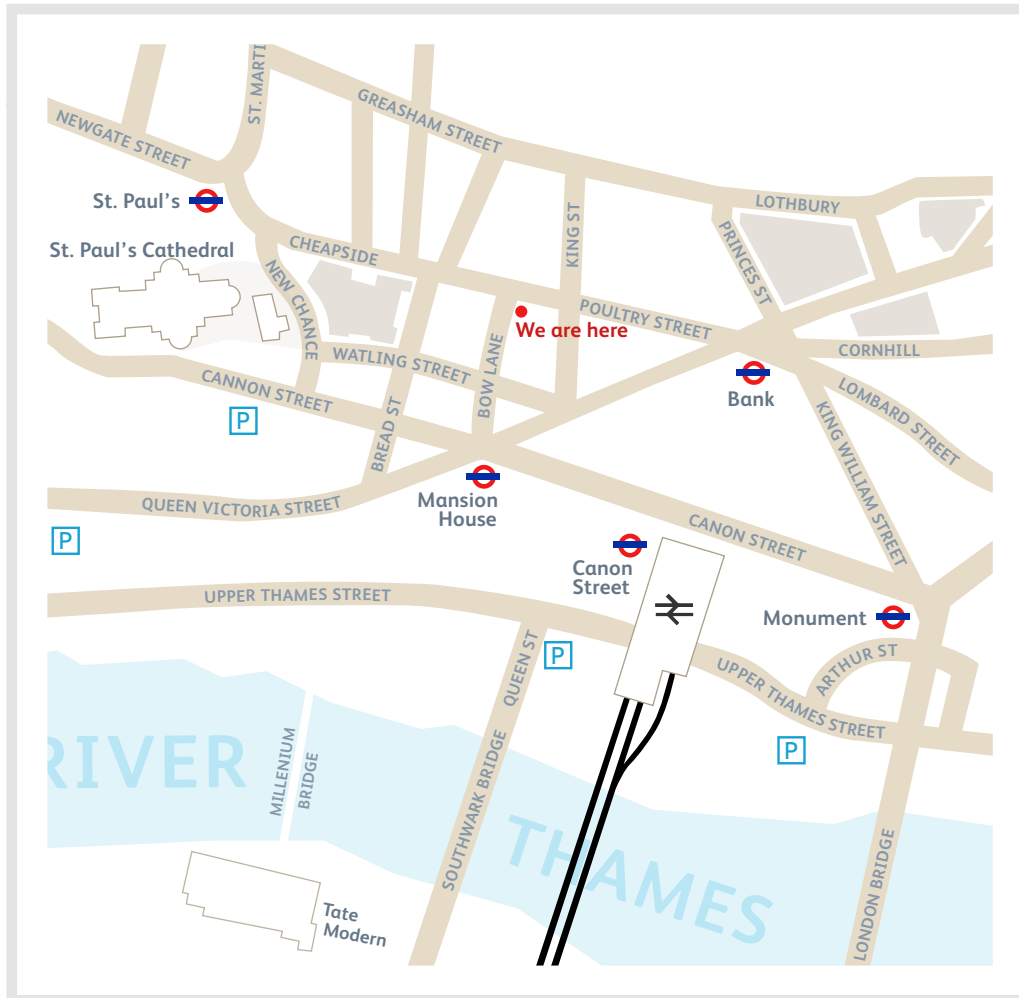 ST. MARTI
GREASHAM STREET
NEWGATE STREET
St. Paul's
LOTHBURY
St. Paul's Cathedral
CHEAPSIDE
KING ST
PRINCES ST
NEW CHANCE
POULTRY STREET
We are here
CORNHILL
WATLING STREET
BOW LANE
CANNON STREET
Bank
LOMBARD STREET
P
BREAD ST
KING WILLIAM STREET
Mansion
House
QUEEN VICTORIA STREET
P
CANON STREET
Canon
Street
UPPER THAMES STREET
Monument
P
QUEEN ST
ARTHUR ST
UPPER THAMES STREET
P
RIVER
MILLENIUM
BRIDGE
SOUTHWARK BRIDGE
THAMES
LONDON BRIDGE
Tate
Modern